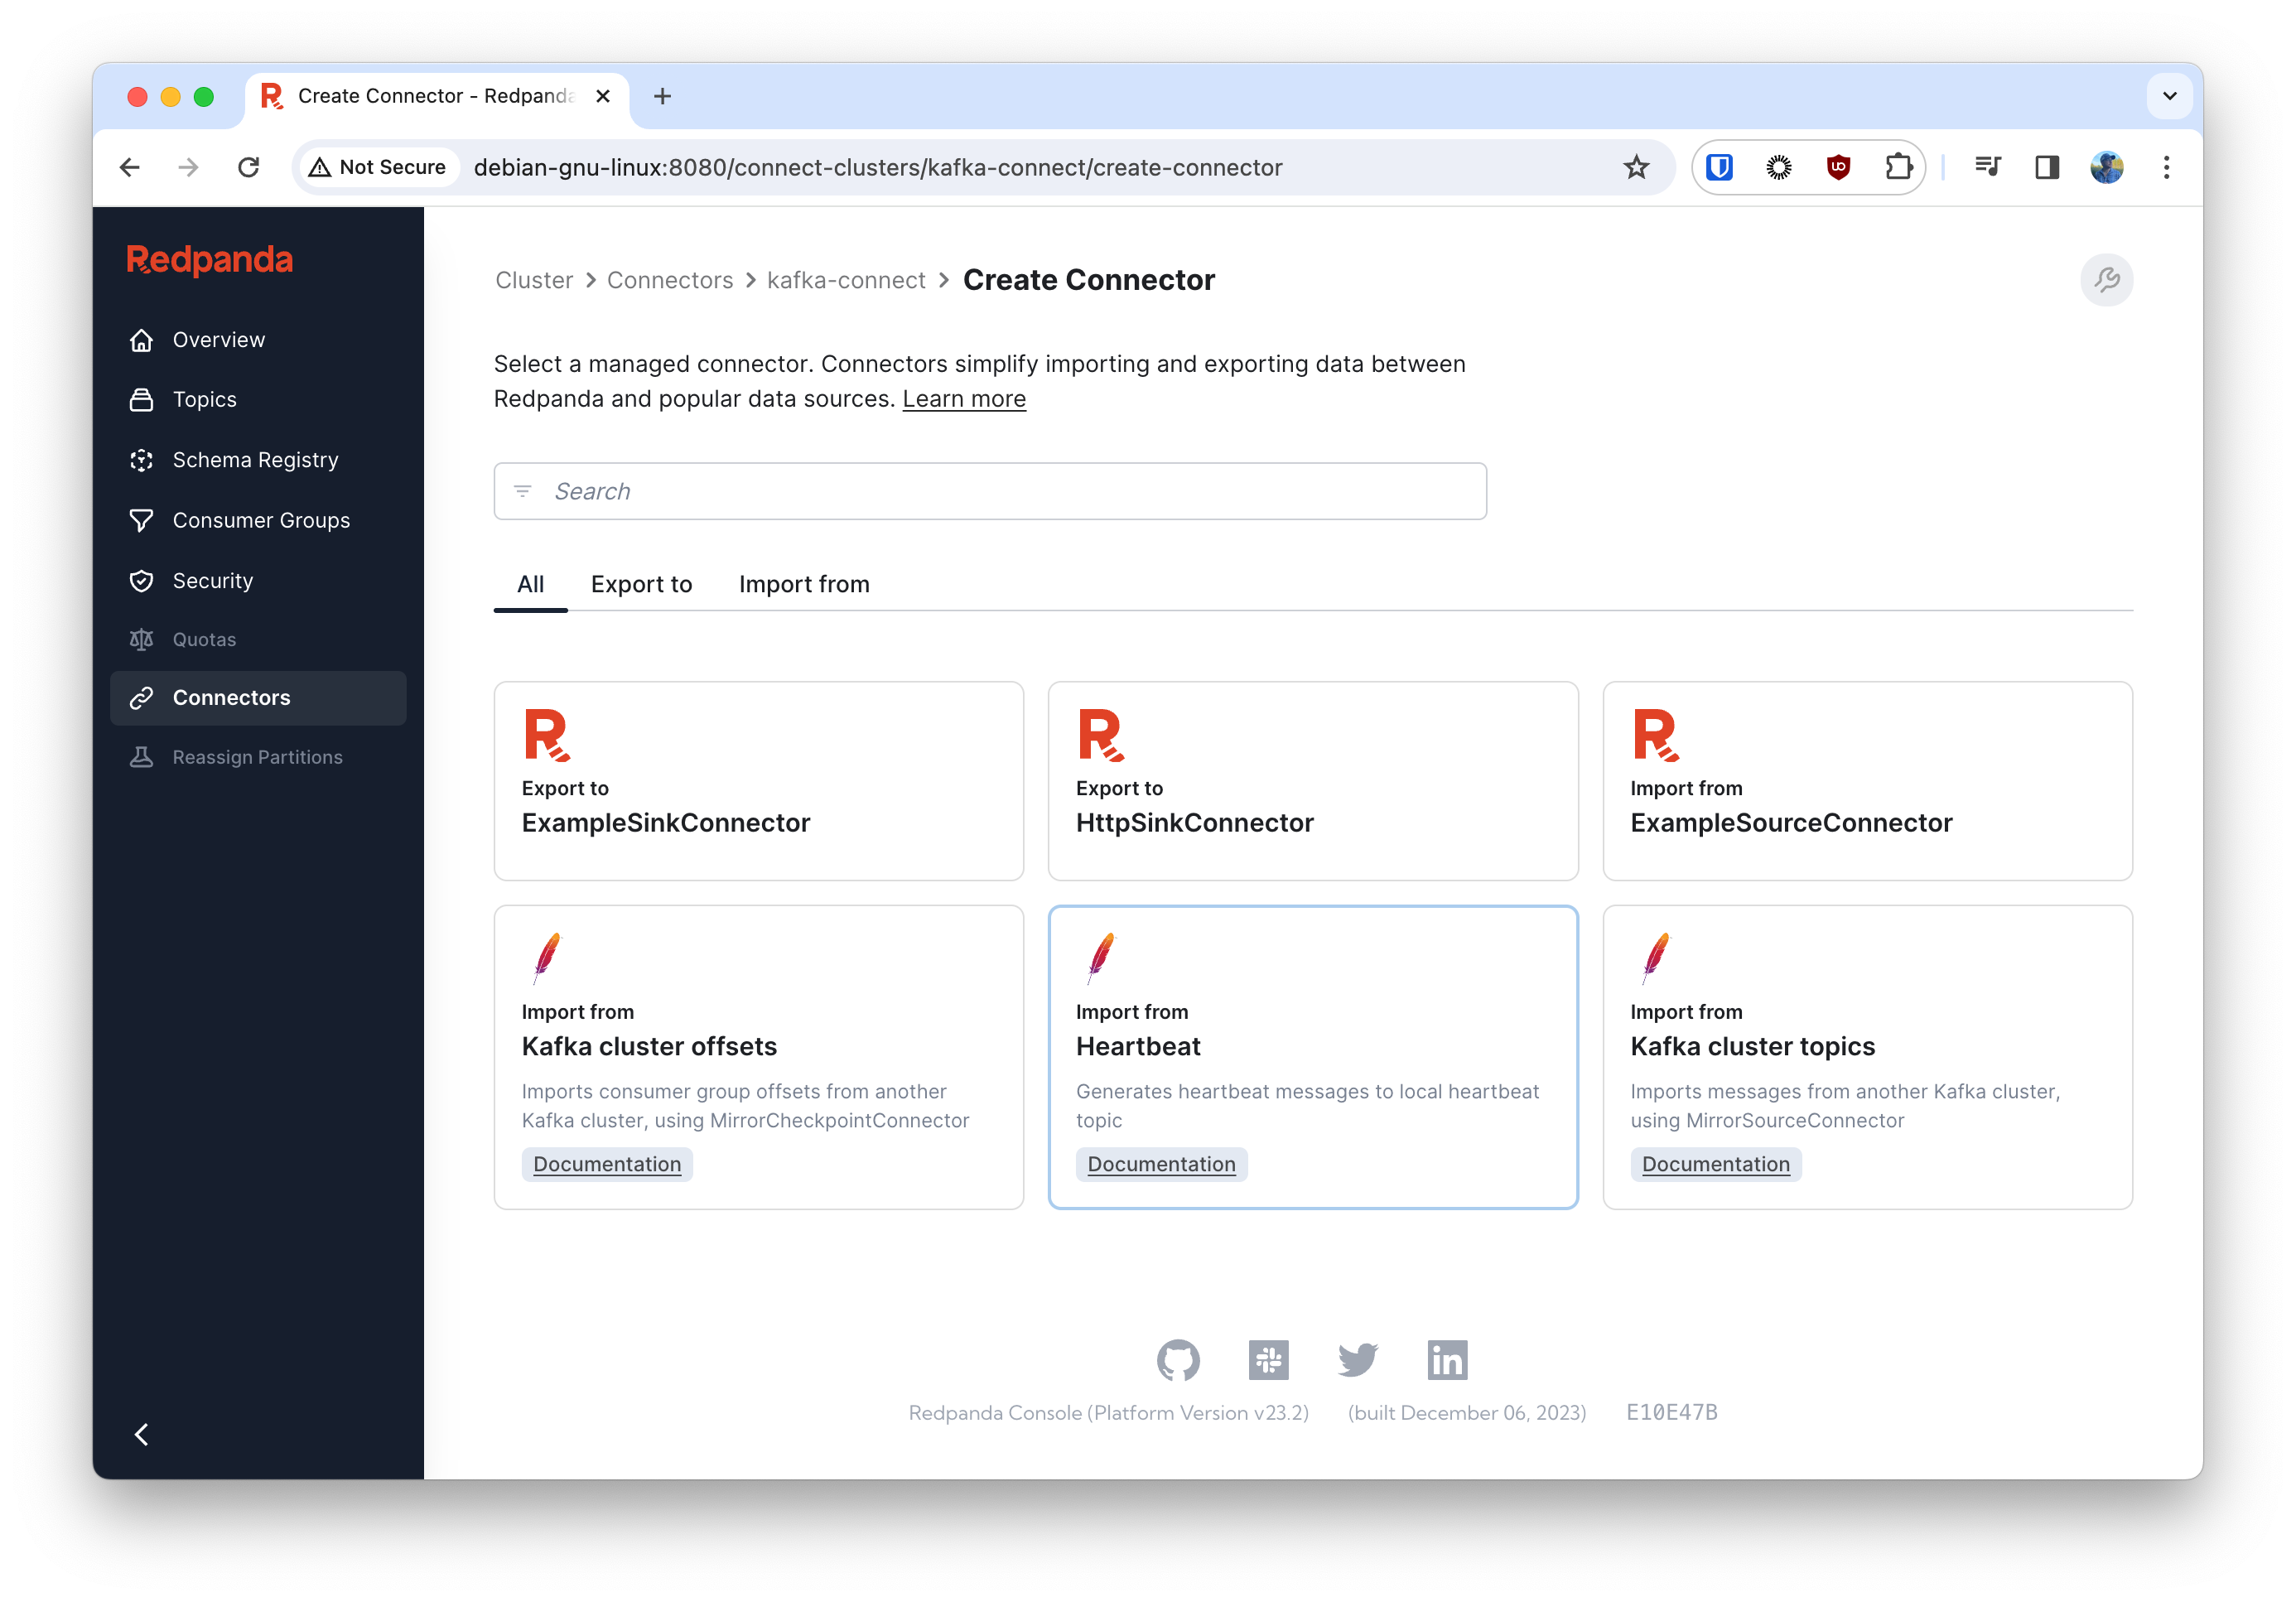 Create Connector - Redpanda
Not Secure
debian-gnu-linux:8080/connect-clusters/kafka-connect/create-connector
Redpanda
Overview
Topics
Schema Registry
Consumer Groups
Security
Quotas
Connectors
Reassign Partitions
Cluster > Connectors > kafka-connect > Create Connector
Select a managed connector. Connectors simplify importing and exporting data between
Redpanda and popular data sources. Learn more
Search
All
Export to
Import from
Export to
ExampleSinkConnector
Export to
HttpSinkConnector
Import from
ExampleSourceConnector
Import from
Kafka cluster offsets
Imports consumer group offsets from another
Kafka cluster, using MirrorCheckpointConnector
Documentation
Import from
Heartbeat
Generates heartbeat messages to local heartbeat
topic
Documentation
Import from
Kafka cluster topics
Imports messages from another Kafka cluster,
using MirrorSourceConnector
Documentation
Redpanda Console (Platform Version v23.2) (built December 06, 2023) E10E47B